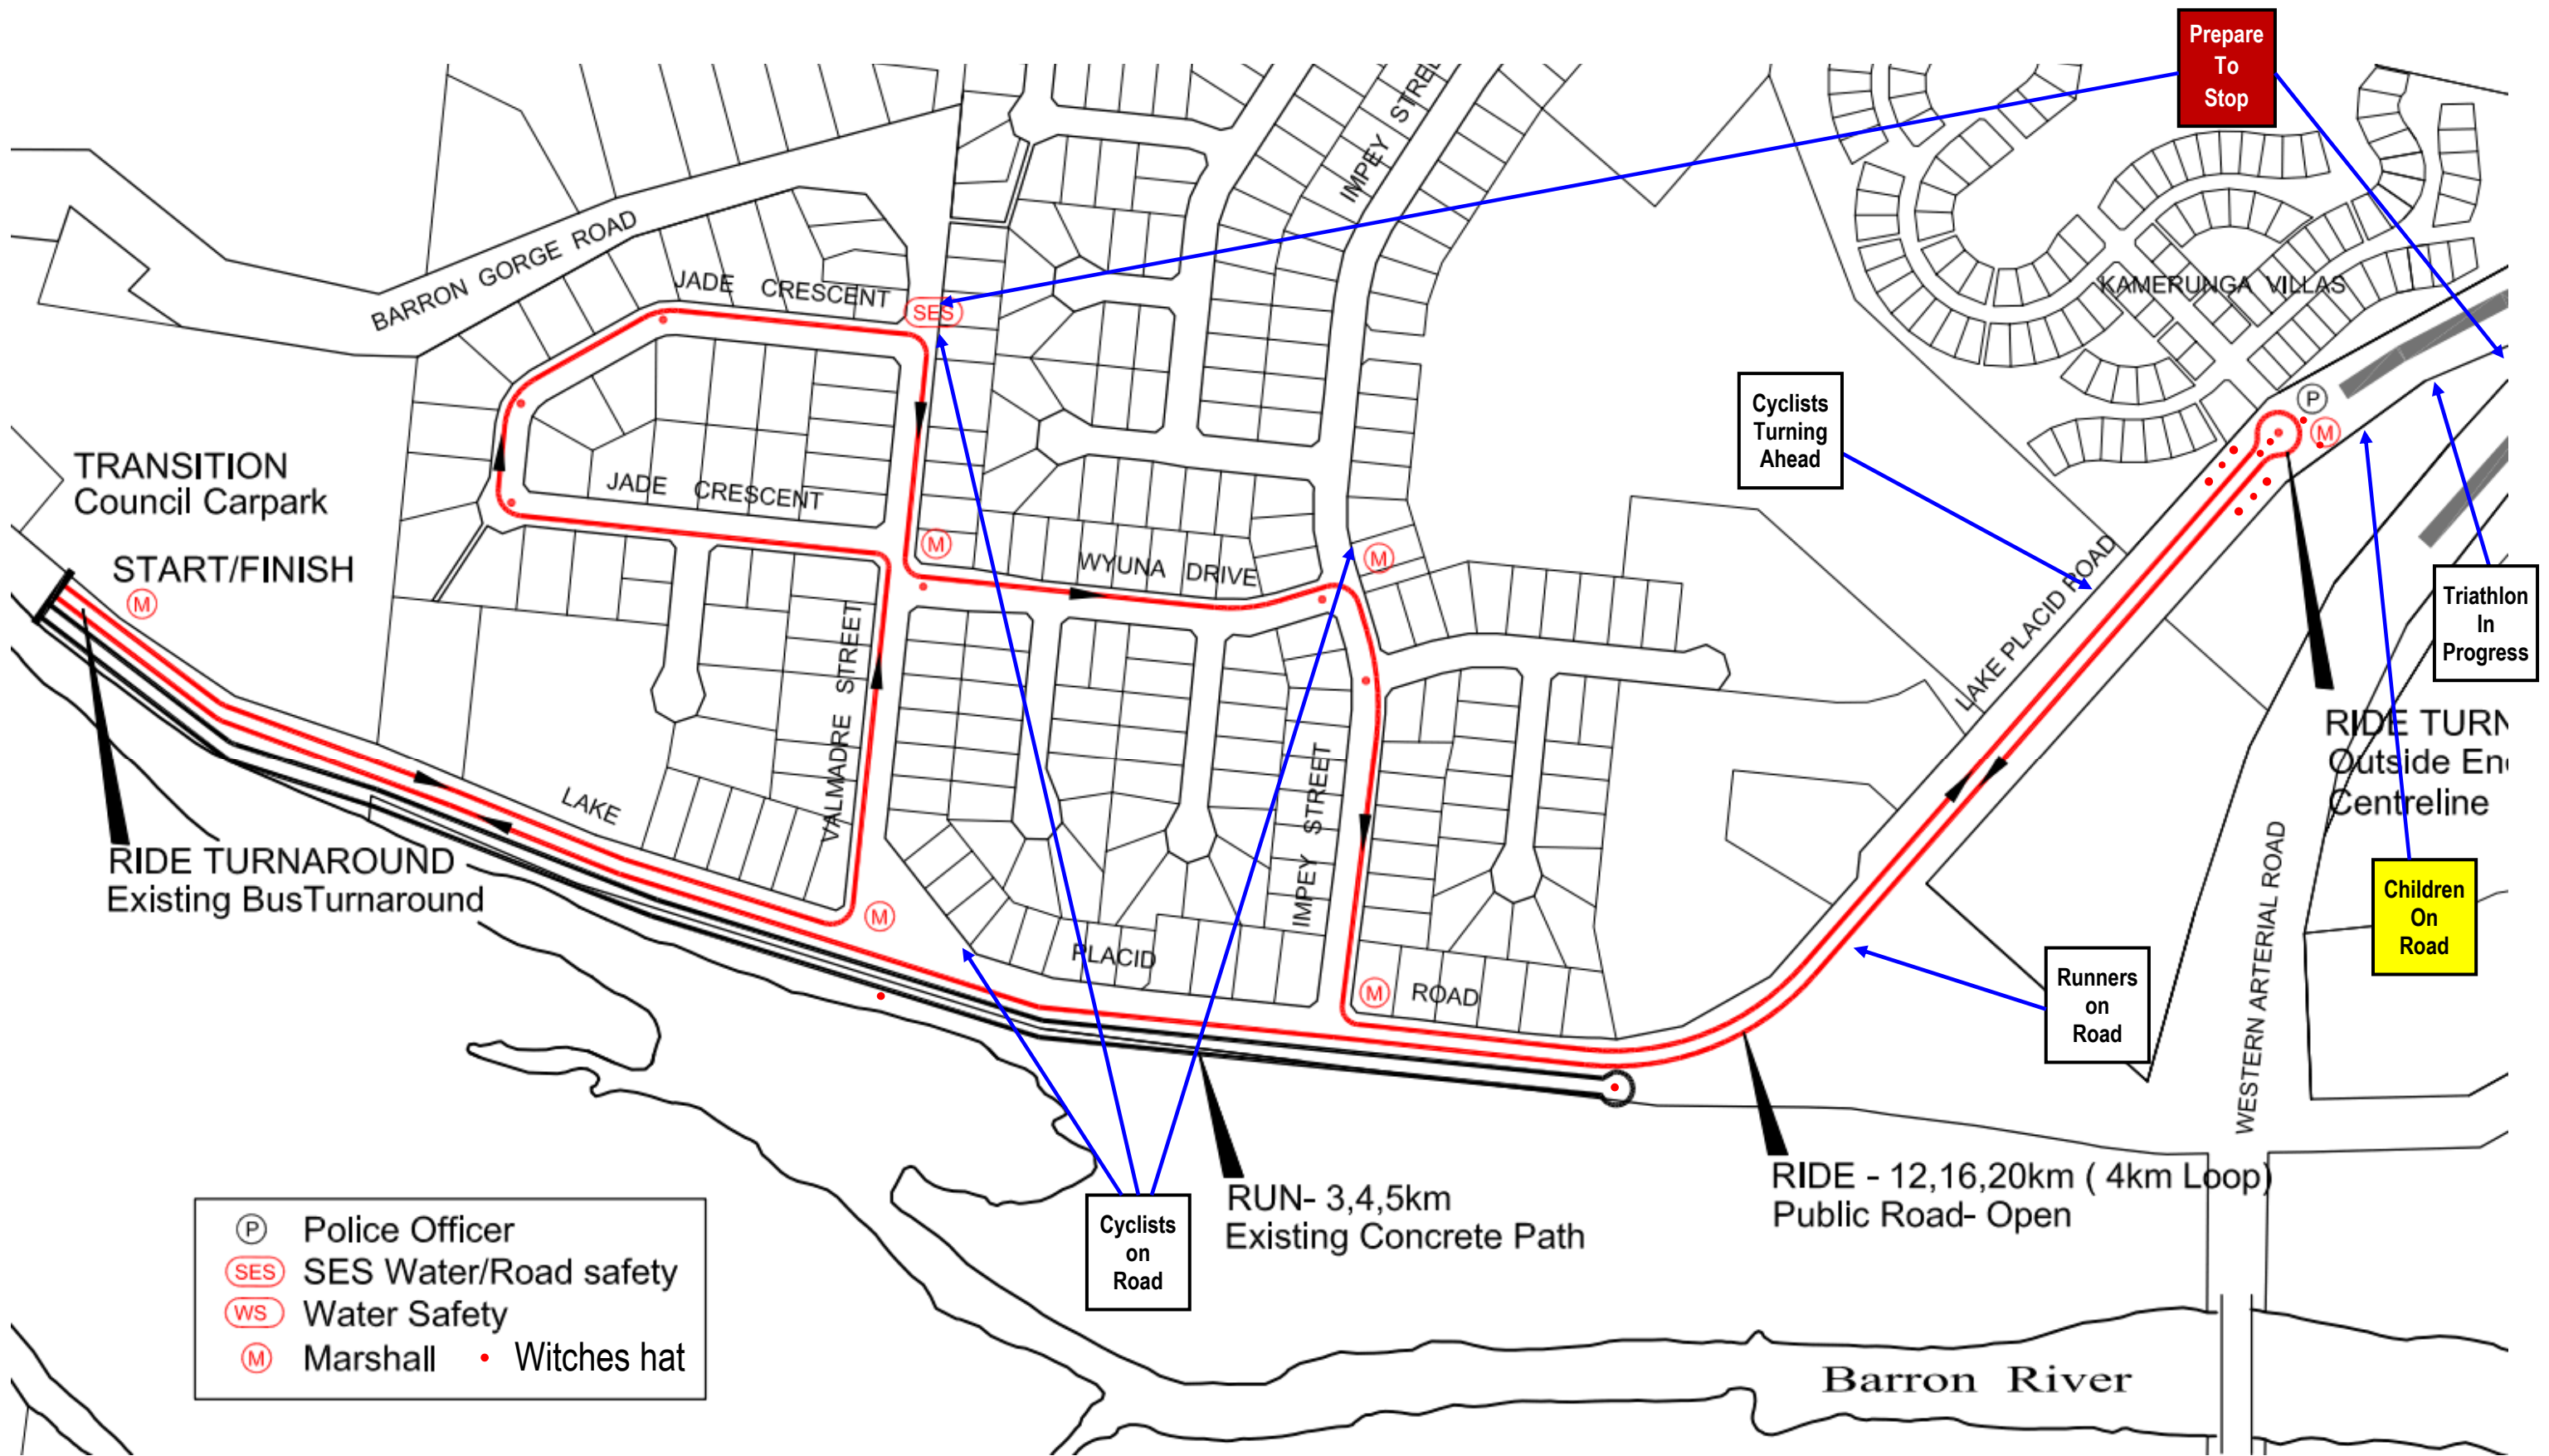 Prepare
To
Stop
IMPEY STREE
BARRON GORGE ROAD
JADE CRESCENT
SES
KAMERUNGA VILLAS
P
M
Cyclists
Turning
Ahead
TRANSITION
Council Carpark
JADE CRESCENT
START/FINISH
M
M
WYUNA DRIVE
M
LAKE PLACID ROAD
Triathlon
In
Progress
VALMADRE STREET
LAKE
IMPEY STREET
RIDE TURN
Outside En
Centreline
RIDE TURNAROUND
Existing BusTurnaround
M
PLACID
M
ROAD
Children
On
Road
Runners
on
Road
WESTERN ARTERIAL ROAD
Cyclists
on
Road
RUN- 3,4,5km
Existing Concrete Path
RIDE - 12,16,20km ( 4km Loop)
Public Road- Open
P Police Officer
SES SES Water/Road safety
WS Water Safety
M Marshall • Witches hat
Barron River